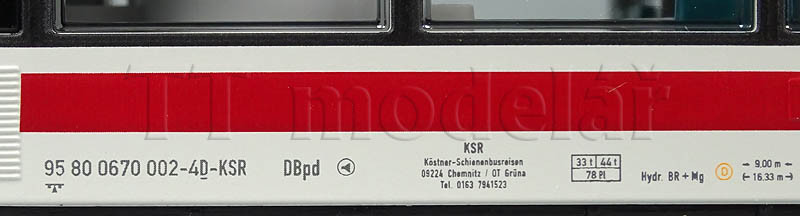 TT modelář
KSR
95 80 0670 002-4D-KSR
DBpd
Köstner-Schienenbusreisen
09224 Chemnitz / OT Grüna
Tel. 0163 7941523
33 t 44 t
78 Pl
Hydr. BR+Mg
D
9,00 m
16,33 m